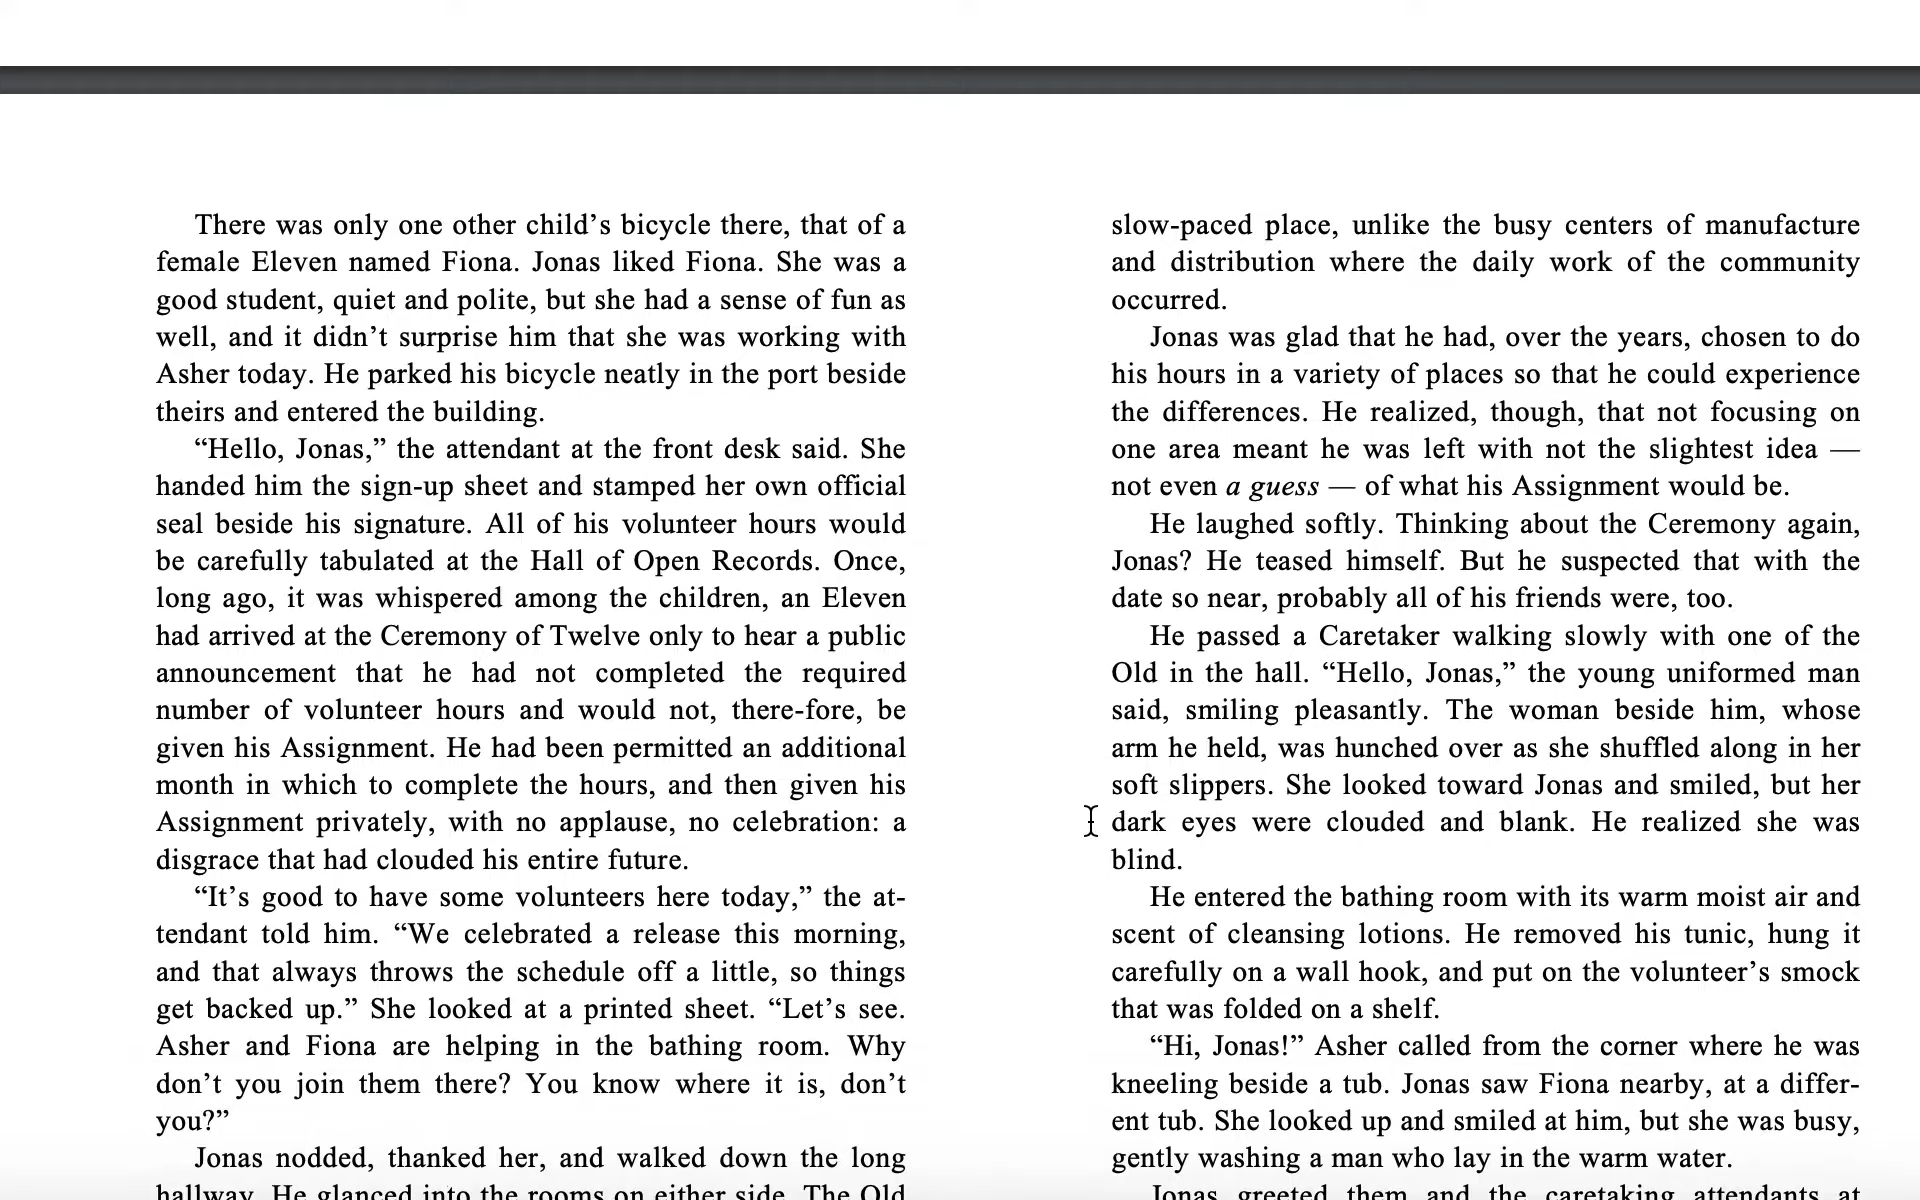 There was only one other child’s bicycle there, that of a
female Eleven named Fiona. Jonas liked Fiona. She was a
good student, quiet and polite, but she had a sense of fun as
well, and it didn’t surprise him that she was working with
Asher today. He parked his bicycle neatly in the port beside
theirs and entered the building.
“Hello, Jonas,” the attendant at the front desk said. She
handed him the sign-up sheet and stamped her own official
seal beside his signature. All of his volunteer hours would
be carefully tabulated at the Hall of Open Records. Once,
long ago, it was whispered among the children, an Eleven
had arrived at the Ceremony of Twelve only to hear a public
announcement that he had not completed the required
number of volunteer hours and would not, there-fore, be
given his Assignment. He had been permitted an additional
month in which to complete the hours, and then given his
Assignment privately, with no applause, no celebration: a
disgrace that had clouded his entire future.
“It’s good to have some volunteers here today,” the at-
tendant told him. “We celebrated a release this morning,
and that always throws the schedule off a little, so things
get backed up.” She looked at a printed sheet. “Let’s see.
Asher and Fiona are helping in the bathing room. Why
don’t you join them there? You know where it is, don’t
you?”
Jonas nodded, thanked her, and walked down the long
hallway. He glanced into the rooms on either side. The Old
slow-paced place, unlike the busy centers of manufacture
and distribution where the daily work of the community
occurred.
Jonas was glad that he had, over the years, chosen to do
his hours in a variety of places so that he could experience
the differences. He realized, though, that not focusing on
one area meant he was left with not the slightest idea —
not even a guess — of what his Assignment would be.
He laughed softly. Thinking about the Ceremony again,
Jonas? He teased himself. But he suspected that with the
date so near, probably all of his friends were, too.
He passed a Caretaker walking slowly with one of the
Old in the hall. “Hello, Jonas,” the young uniformed man
said, smiling pleasantly. The woman beside him, whose
arm he held, was hunched over as she shuffled along in her
soft slippers. She looked toward Jonas and smiled, but her
dark eyes were clouded and blank. He realized she was
blind.
He entered the bathing room with its warm moist air and
scent of cleansing lotions. He removed his tunic, hung it
carefully on a wall hook, and put on the volunteer’s smock
that was folded on a shelf.
“Hi, Jonas!” Asher called from the corner where he was
kneeling beside a tub. Jonas saw Fiona nearby, at a differ-
ent tub. She looked up and smiled at him, but she was busy,
gently washing a man who lay in the warm water.
Jonas greeted them and the caretaking attendants at